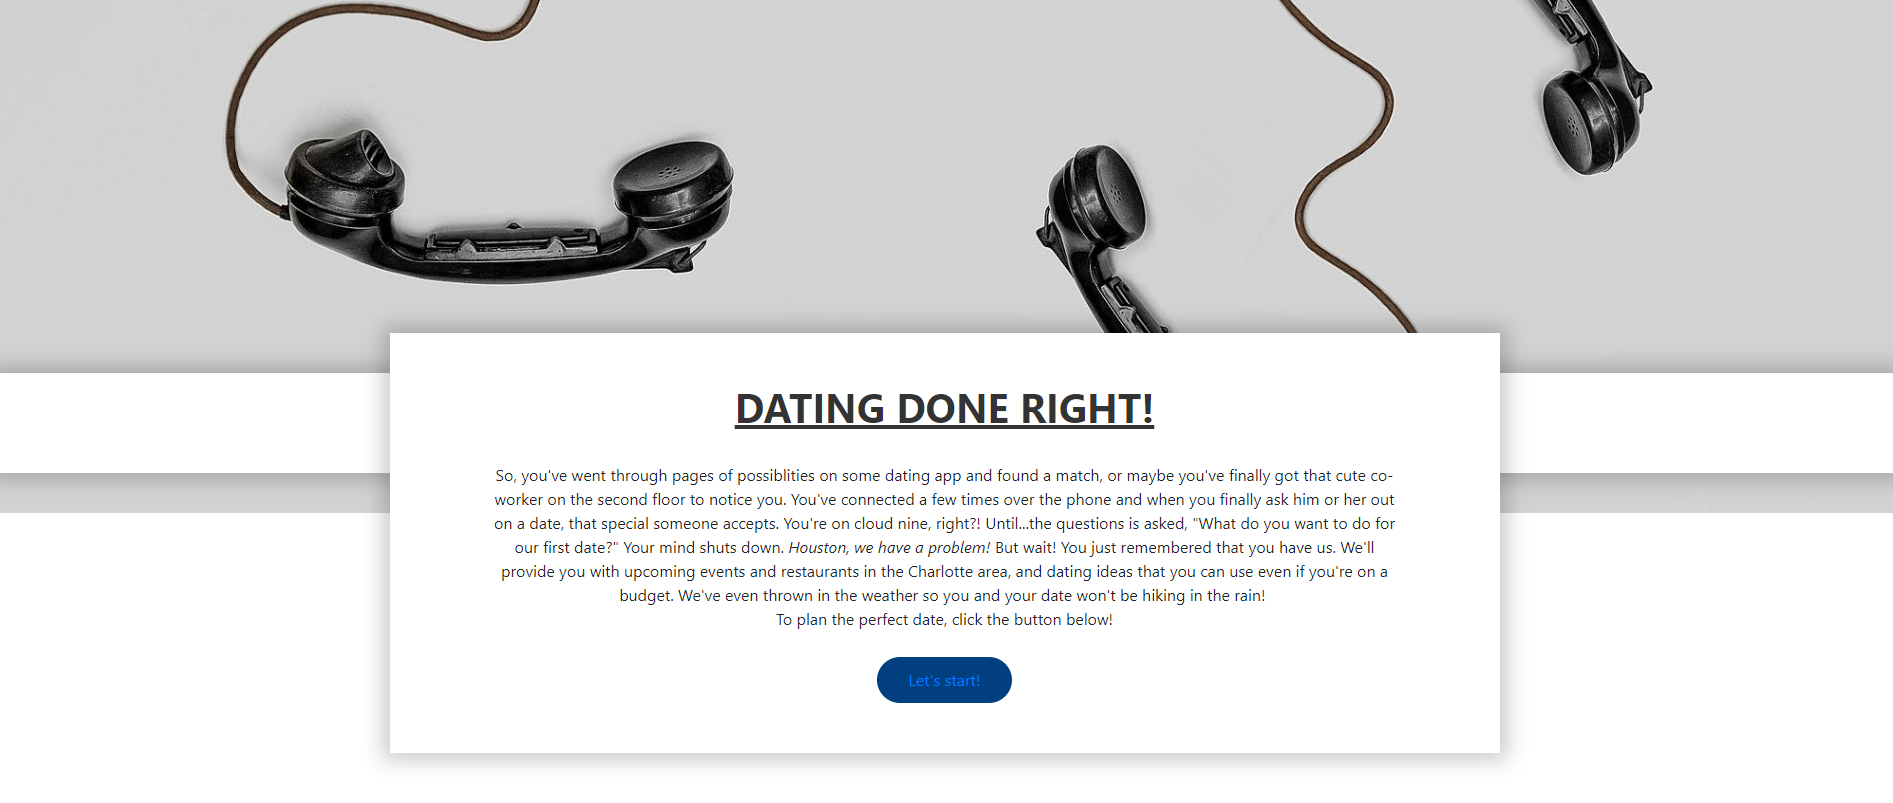 DATING DONE RIGHT!
So, you've went through pages of possiblities on some dating app and found a match, or maybe you've finally got that cute co-
worker on the second floor to notice you. You've connected a few times over the phone and when you finally ask him or her out
on a date, that special someone accepts. You're on cloud nine, right?! Until...the questions is asked, "What do you want to do for
our first date?" Your mind shuts down. Houston, we have a problem! But wait! You just remembered that you have us. We'll
provide you with upcoming events and restaurants in the Charlotte area, and dating ideas that you can use even if you're on a
budget. We've even thrown in the weather so you and your date won't be hiking in the rain!
To plan the perfect date, click the button below!
Let's start!